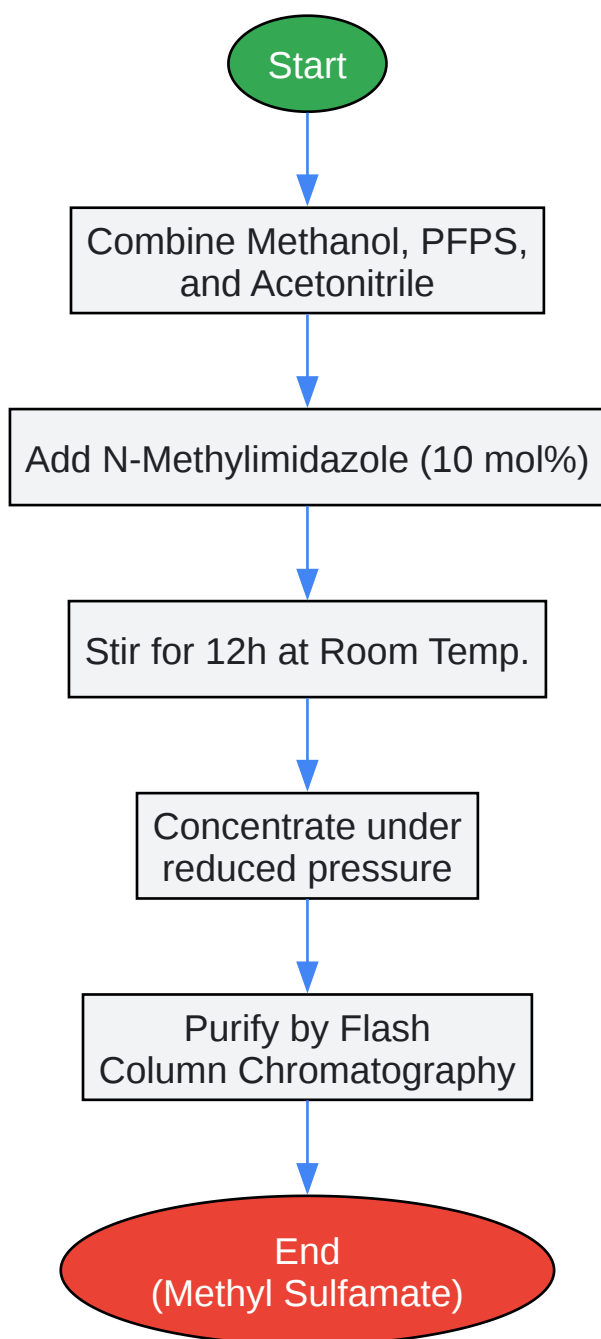 Start
Combine Methanol, PFPS,
and Acetonitrile
Add N-Methylimidazole (10 mol%)
Stir for 12h at Room Temp.
Concentrate under
reduced pressure
Purify by Flash
Column Chromatography
End
(Methyl Sulfamate)